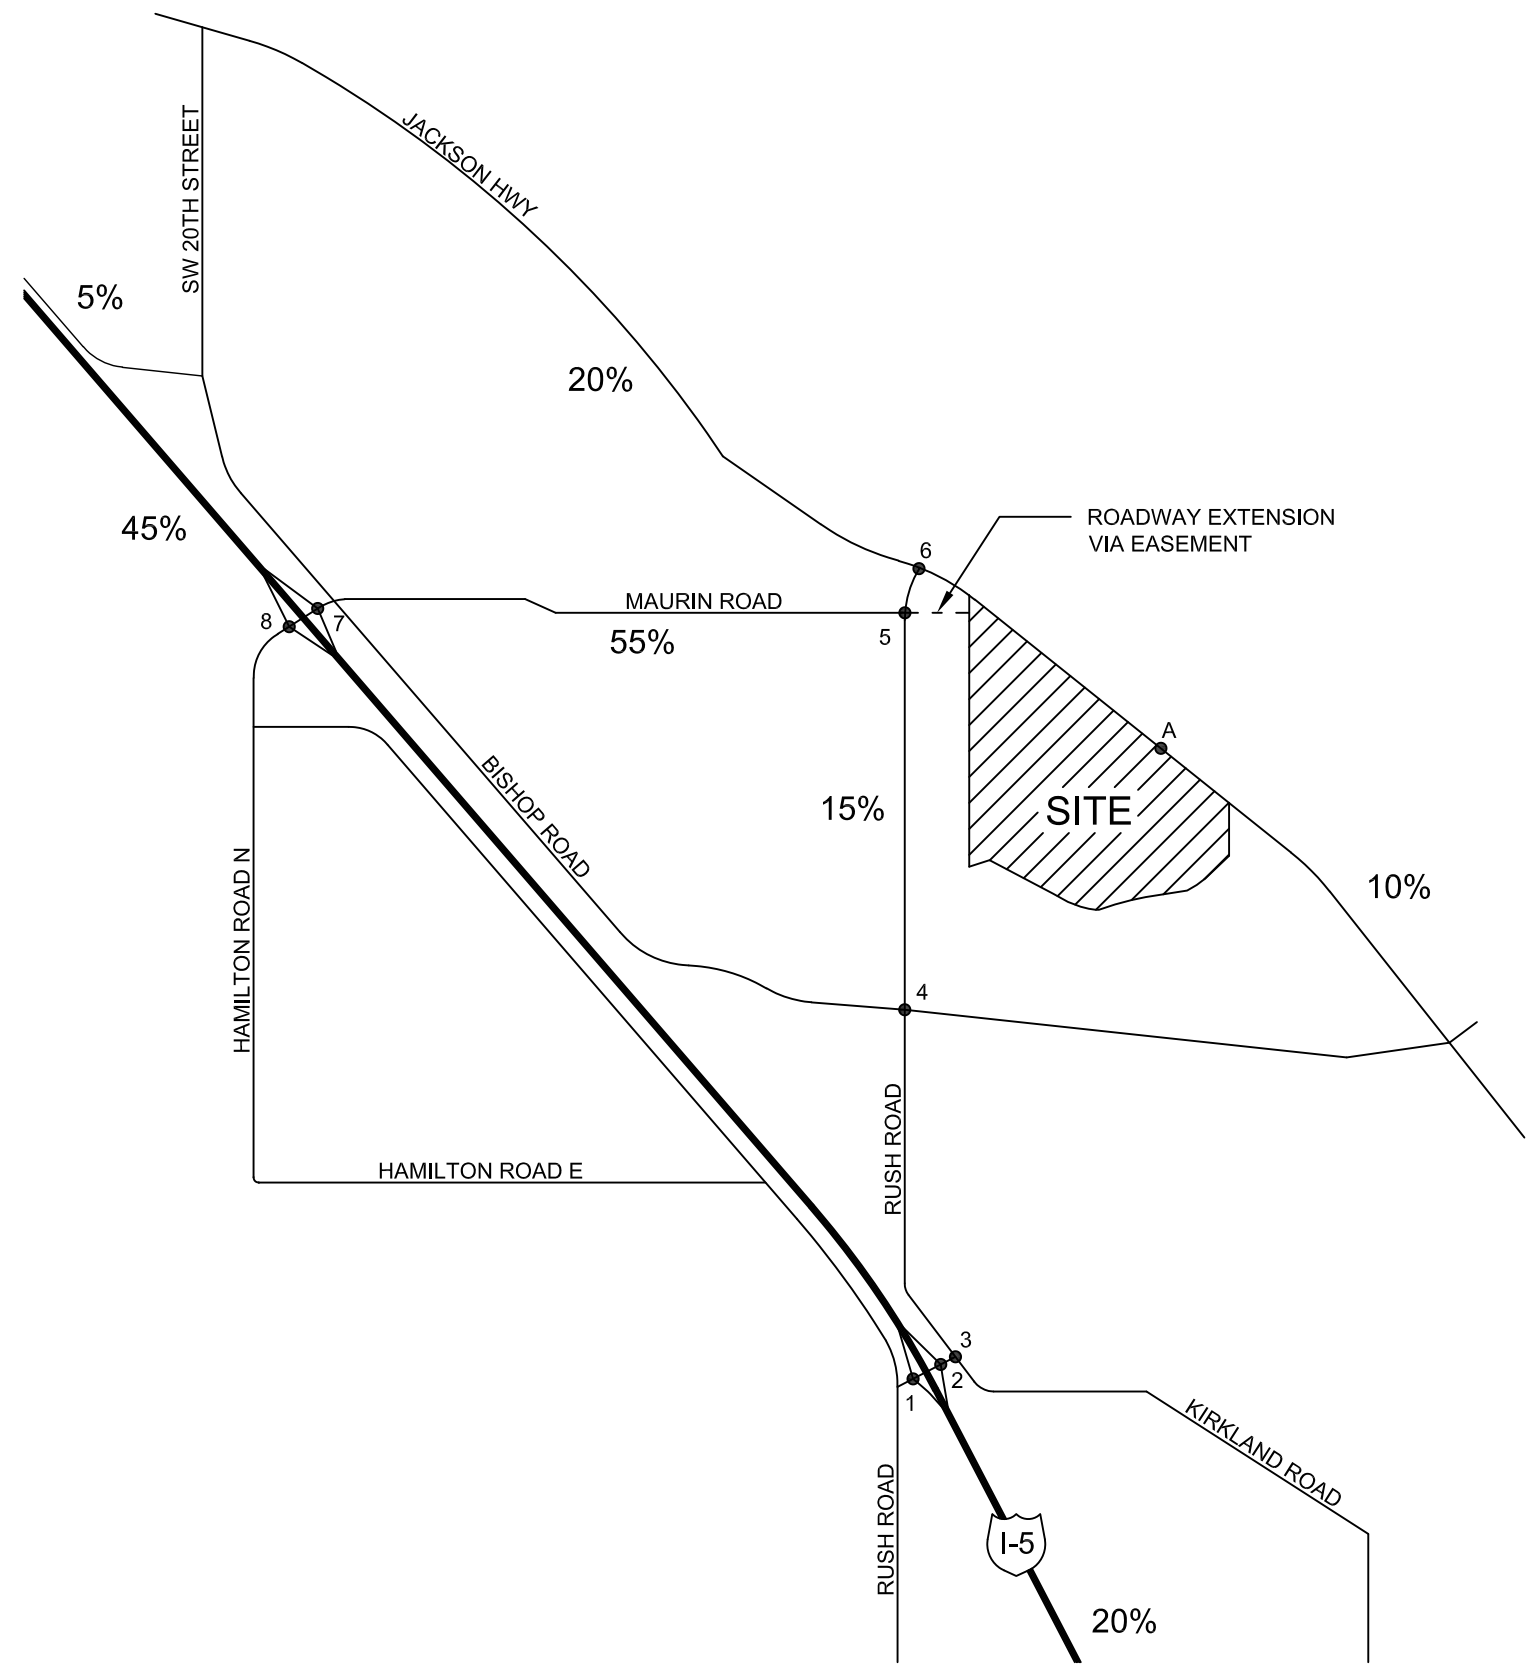 SW 20TH STREET
JACKSON HWY
5%
20%
45%
ROADWAY EXTENSION
VIA EASEMENT
6
MAURIN ROAD
8
7
55%
5
A
BISHOP ROAD
15%
SITE
10%
HAMILTON ROAD N
4
RUSH ROAD
HAMILTON ROAD E
3
2
1
KIRKLAND ROAD
RUSH ROAD
I-5
20%